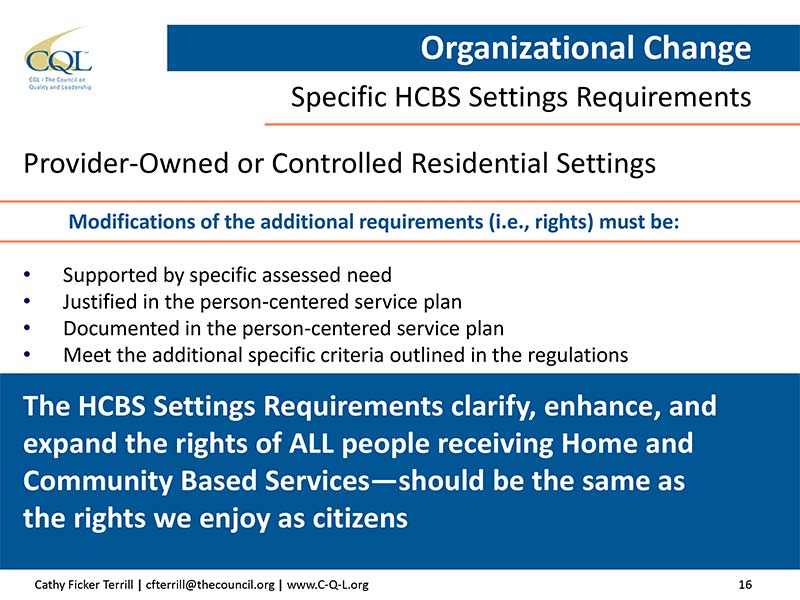 Organizational Change
CQL™
CQL | The Council on
Quality and Leadership
Specific HCBS Settings Requirements
Provider-Owned or Controlled Residential Settings
Modifications of the additional requirements (i.e., rights) must be:
• Supported by specific assessed need
• Justified in the person-centered service plan
• Documented in the person-centered service plan
• Meet the additional specific criteria outlined in the regulations
The HCBS Settings Requirements clarify, enhance, and
expand the rights of ALL people receiving Home and
Community Based Services—should be the same as
the rights we enjoy as citizens
Cathy Ficker Terrill | cfterrill@thecouncil.org | www.C-Q-L.org 16